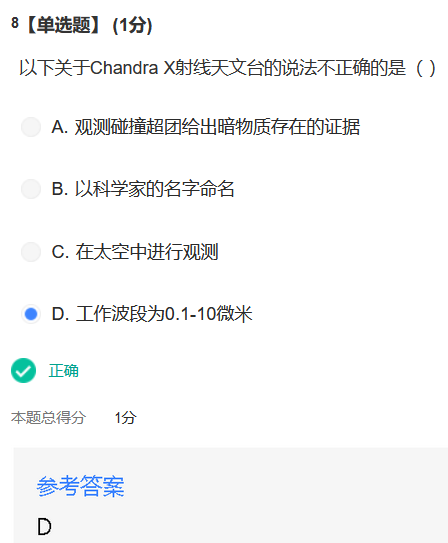 8【单选题】 (1分)
以下关于Chandra X射线天文台的说法不正确的是（）
A. 观测碰撞超团给出暗物质存在的证据
B. 以科学家的名字命名
C. 在太空中进行观测
D. 工作波段为0.1-10微米
正确
本题总得分 1分
参考答案
D